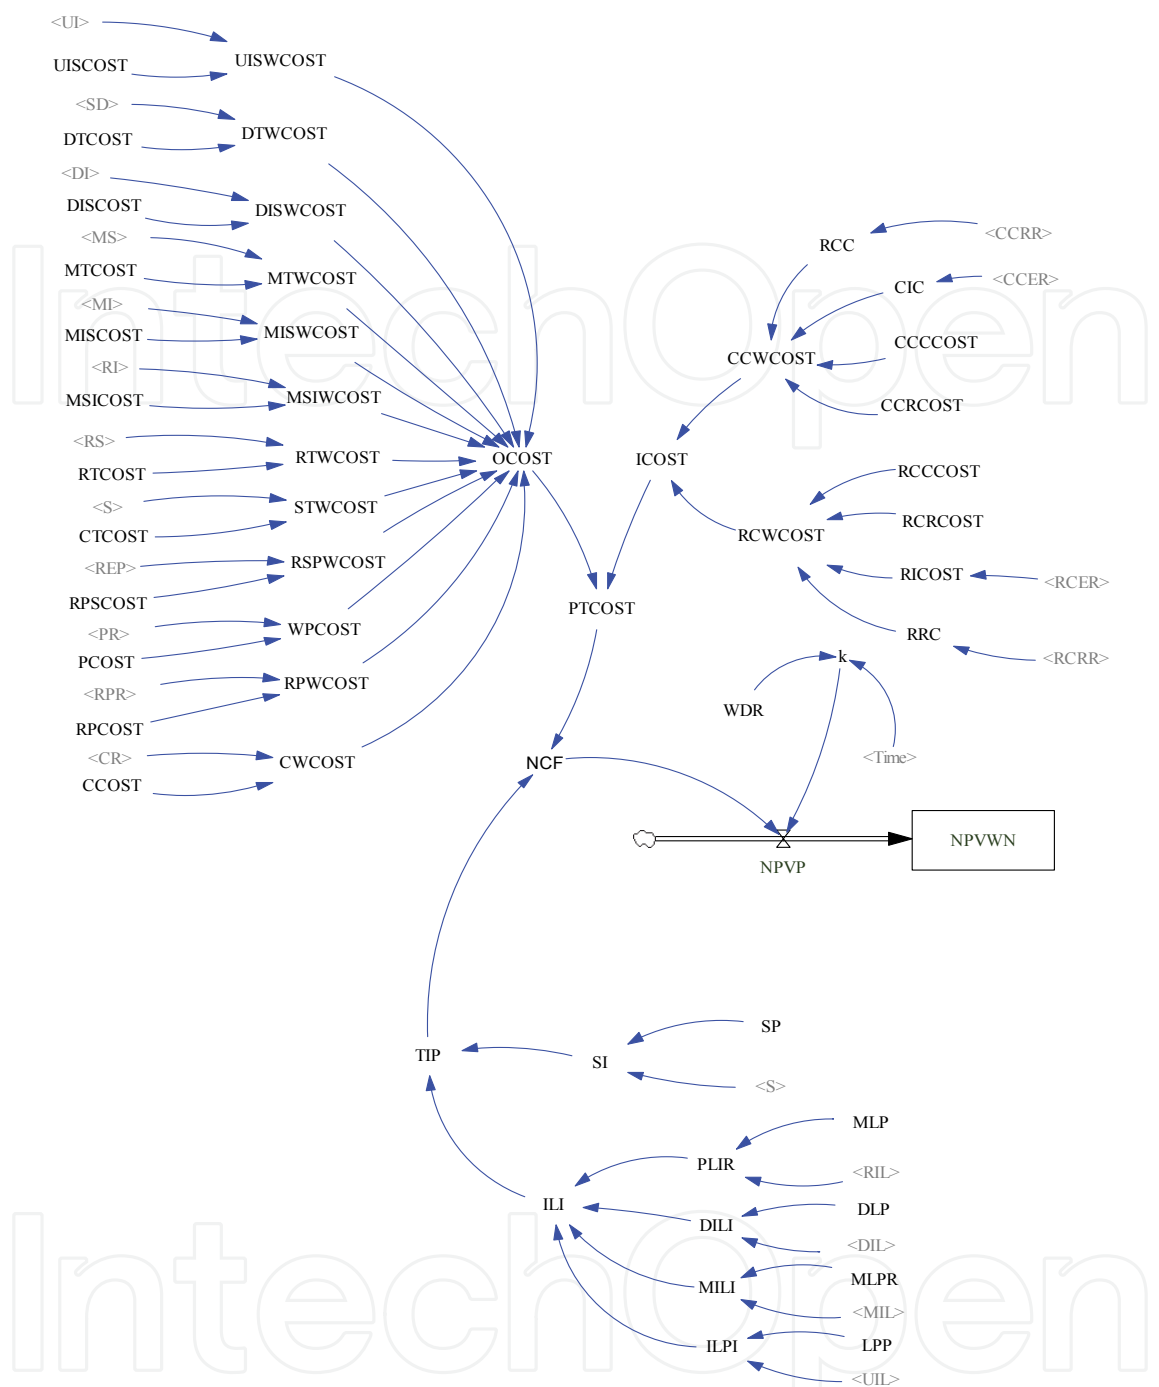 <UI>
UISCOST
UISWCOST
<SD>
DTCOST
DTWCOST
<DI>
DISCOST
DISWCOST
<MS>
MTCOST
MTWCOST
<MI>
MISCOST
MISWCOST
<RI>
MSICOST
MSIWCOST
<RS>
RTCOST
RTWCOST
<S>
CTCOST
STWCOST
<REP>
RPSCOST
RSPWCOST
<PR>
PCOST
WPCOST
<RPR>
RPCOST
RPWCOST
<CR>
CCOST
CWCOST
OCOST
ICOST
PTCOST
NCF
RCC
<CCRR>
CIC
<CCER>
CCWCOST
CCCCOST
CCRCOST
RCCCOST
RCWCOST
RCRCOST
RICOST
<RCER>
RRC
<RCRR>
k
WDR
<Time>
NPVP
NPVWN
TIP
SI
SP
<S>
ILI
PLIR
MLP
<RIL>
DILI
DLP
<DIL>
MILI
MLPR
<MIL>
ILPI
LPP
<UIL>
IntechOpen
IntechOpen